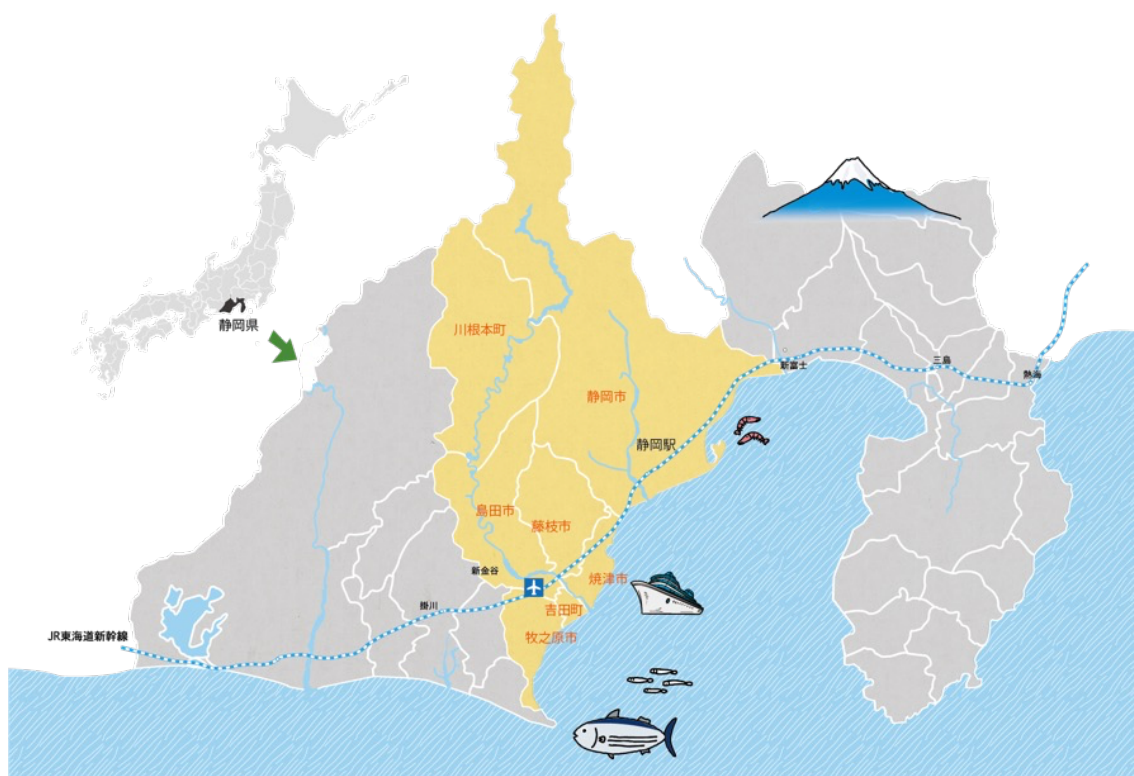 静岡県
川根本町
静岡市
新富士
三島
熱海
静岡駅
島田市
藤枝市
新金谷
焼津市
掛川
吉田町
JR東海道新幹線
牧之原市